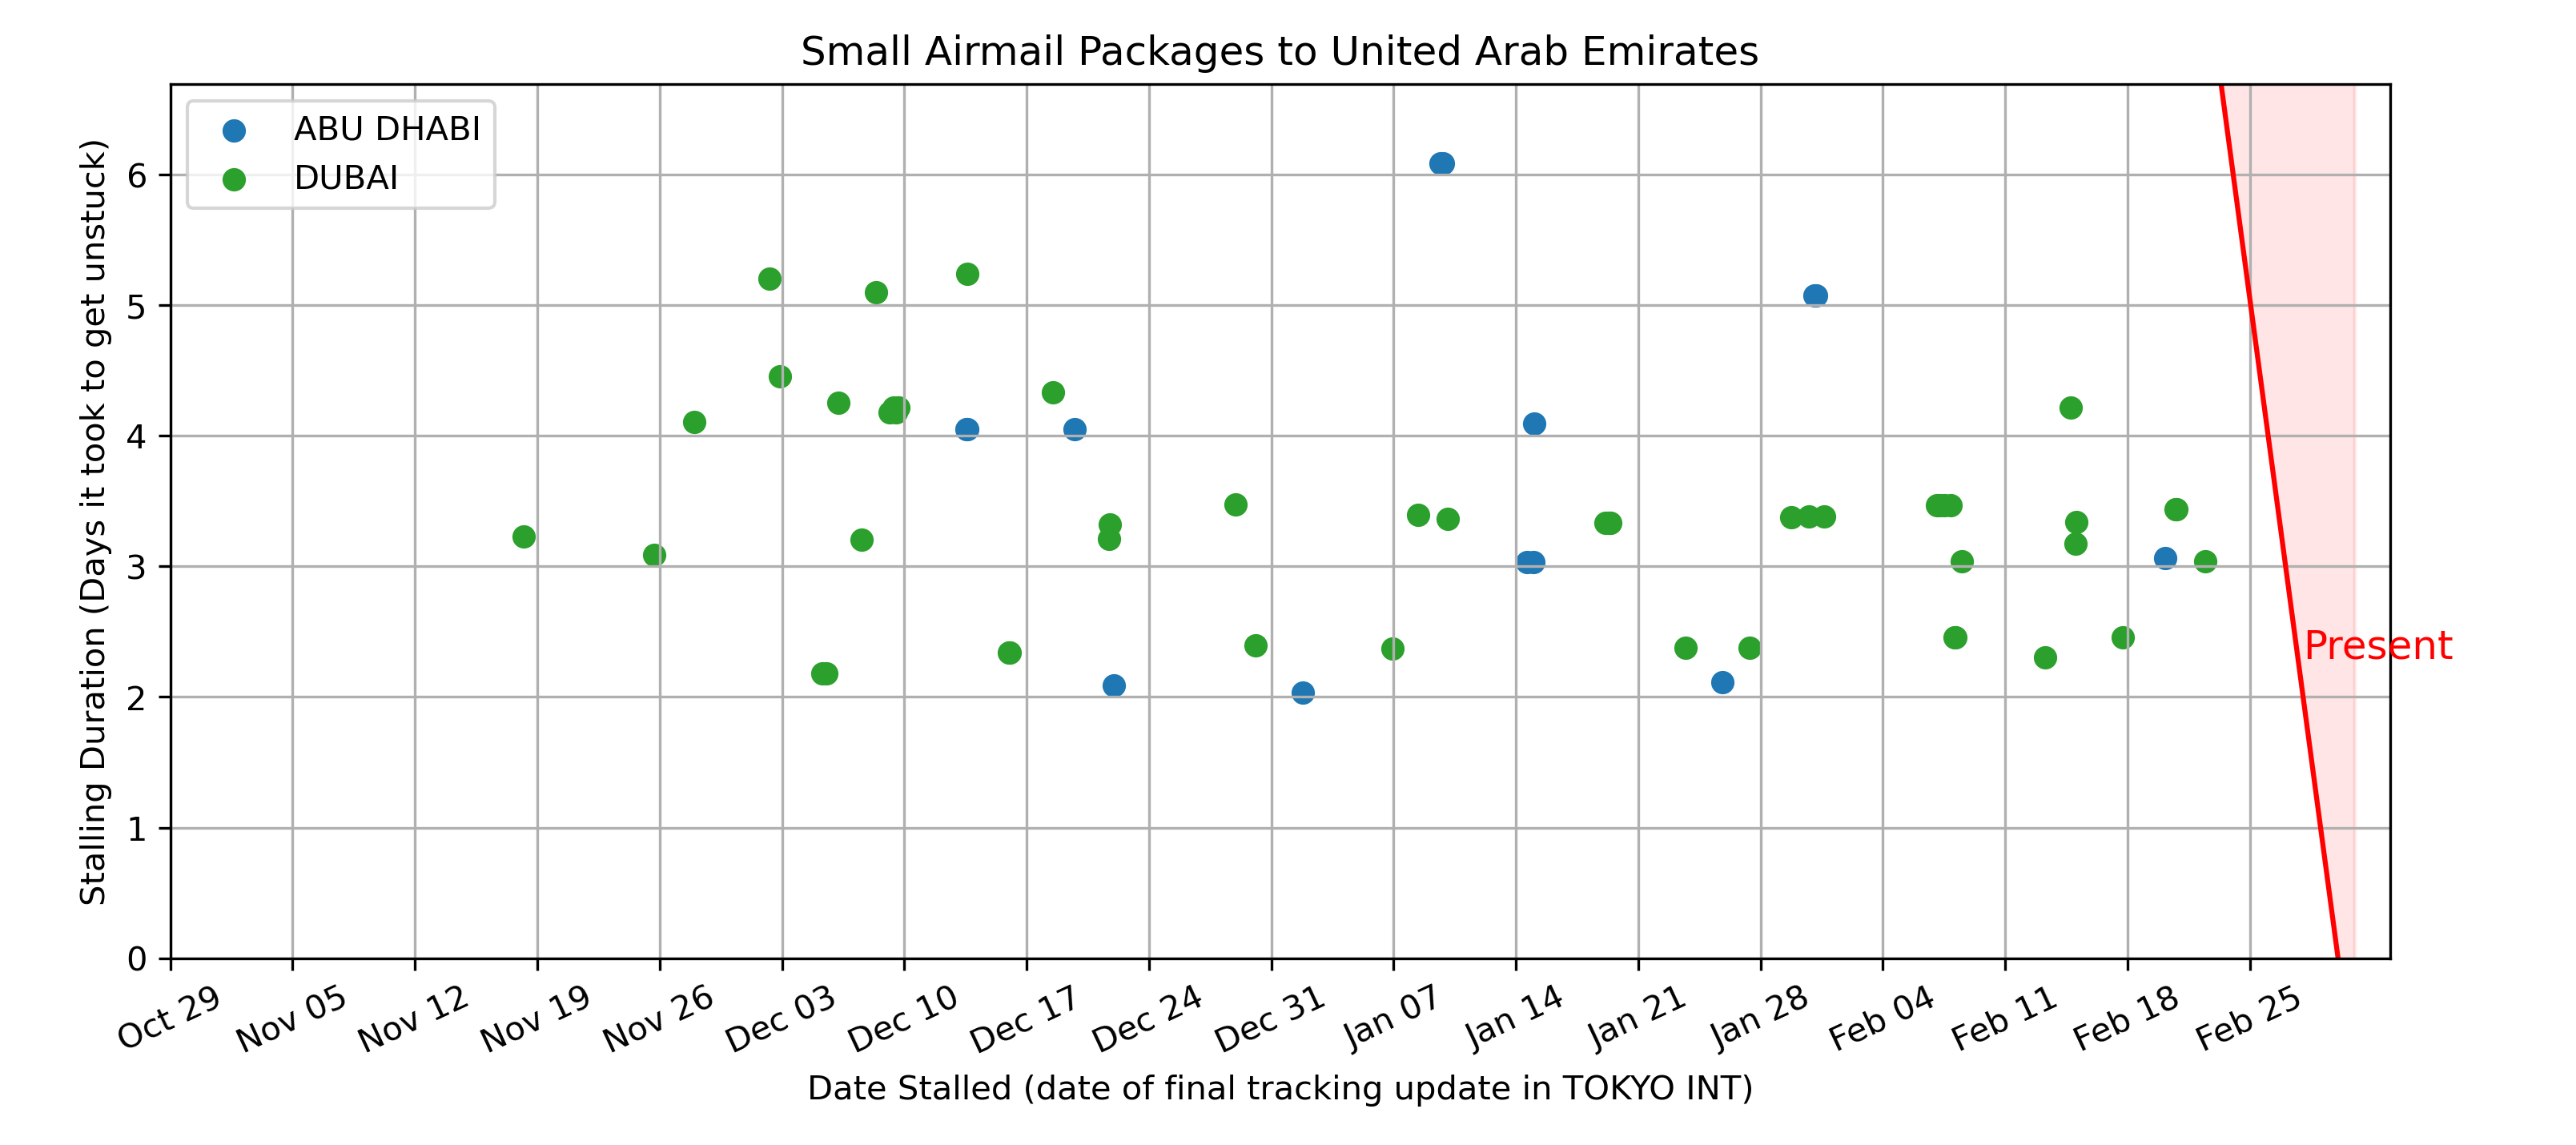 Small Airmail Packages to United Arab Emirates
ABU DHABI
DUBAI
Stalling Duration (Days it took to get unstuck)
6
5
4
3
2
1
0
Present
Oct 29
Nov 05
Nov 12
Nov 19
Nov 26
Dec 03
Dec 10
Dec 17
Dec 24
Dec 31
Jan 07
Jan 14
Jan 21
Jan 28
Feb 04
Feb 11
Feb 18
Feb 25
Date Stalled (date of final tracking update in TOKYO INT)